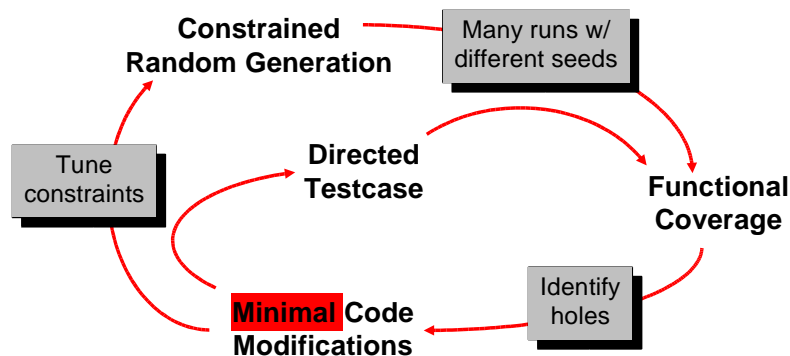 Constrained
Random Generation
Many runs w/
different seeds
Tune
constraints
Directed
Testcase
Functional
Coverage
Identify
holes
Minimal Code
Modifications